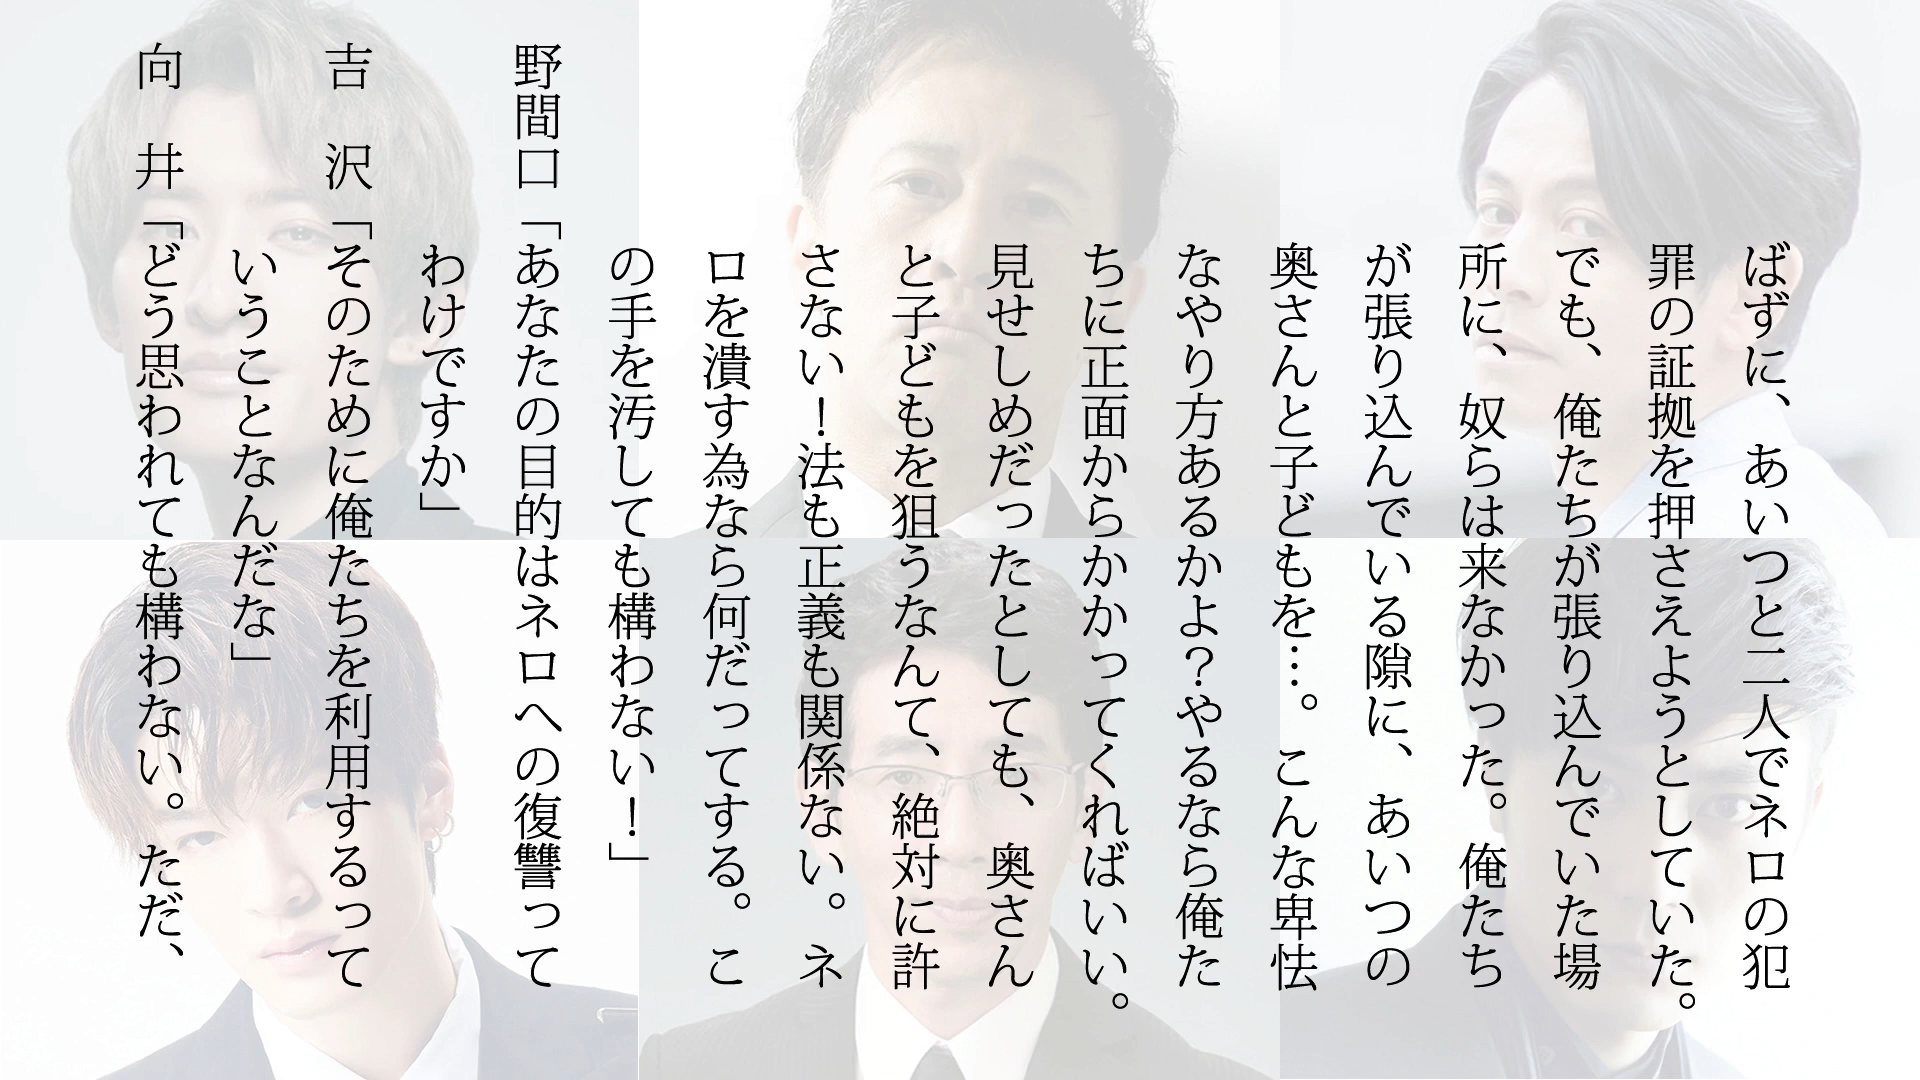 ばずに、あいつと二人でネロの犯
罪の証拠を押さえようとしていた。
でも、俺たちが張り込んでいた場
所に、奴らは来なかった。俺たち
が張り込んでいる隙に、あいつの
奥さんと子どもを…。こんな卑怯
なやり方あるかよ？やるなら俺た
ちに正面からかかってくればいい。
見せしめだったとしても、奥さん
と子どもを狙うなんて、絶対に許
さない！法も正義も関係ない。ネ
ロを潰す為なら何だってする。こ
の手を汚しても構わない！」
野間口「あなたの目的はネロへの復讐って
わけですか」
吉　沢「そのために俺たちを利用するって
いうことなんだな」
向　井「どう思われても構わない。ただ、